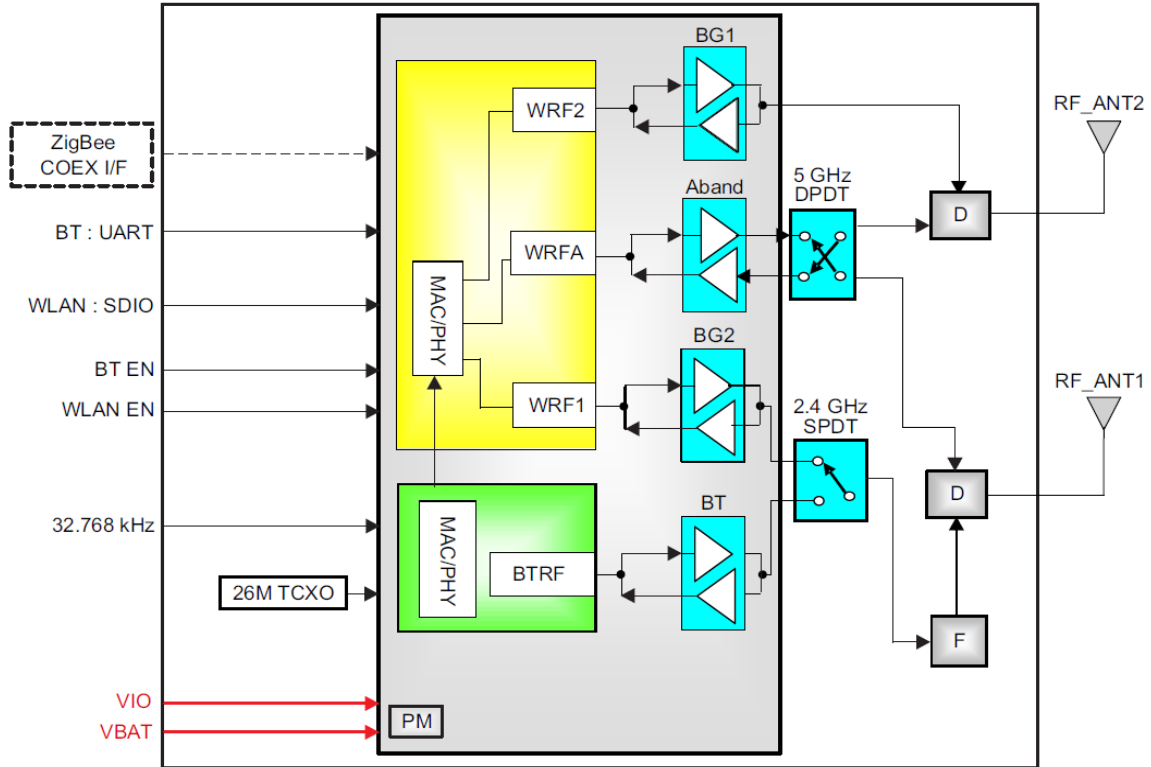 BG1
RF_ANT2
WRF2
ZigBee
COEX I/F
5 GHz
DPDT
Aband
D
BT : UART
WRFA
WLAN : SDIO
MAC/PHY
BG2
BT EN
RF_ANT1
WLAN EN
WRF1
2.4 GHz
SPDT
D
BT
32.768 kHz
MAC/PHY
BTRF
26M TCXO
F
VIO
PM
VBAT